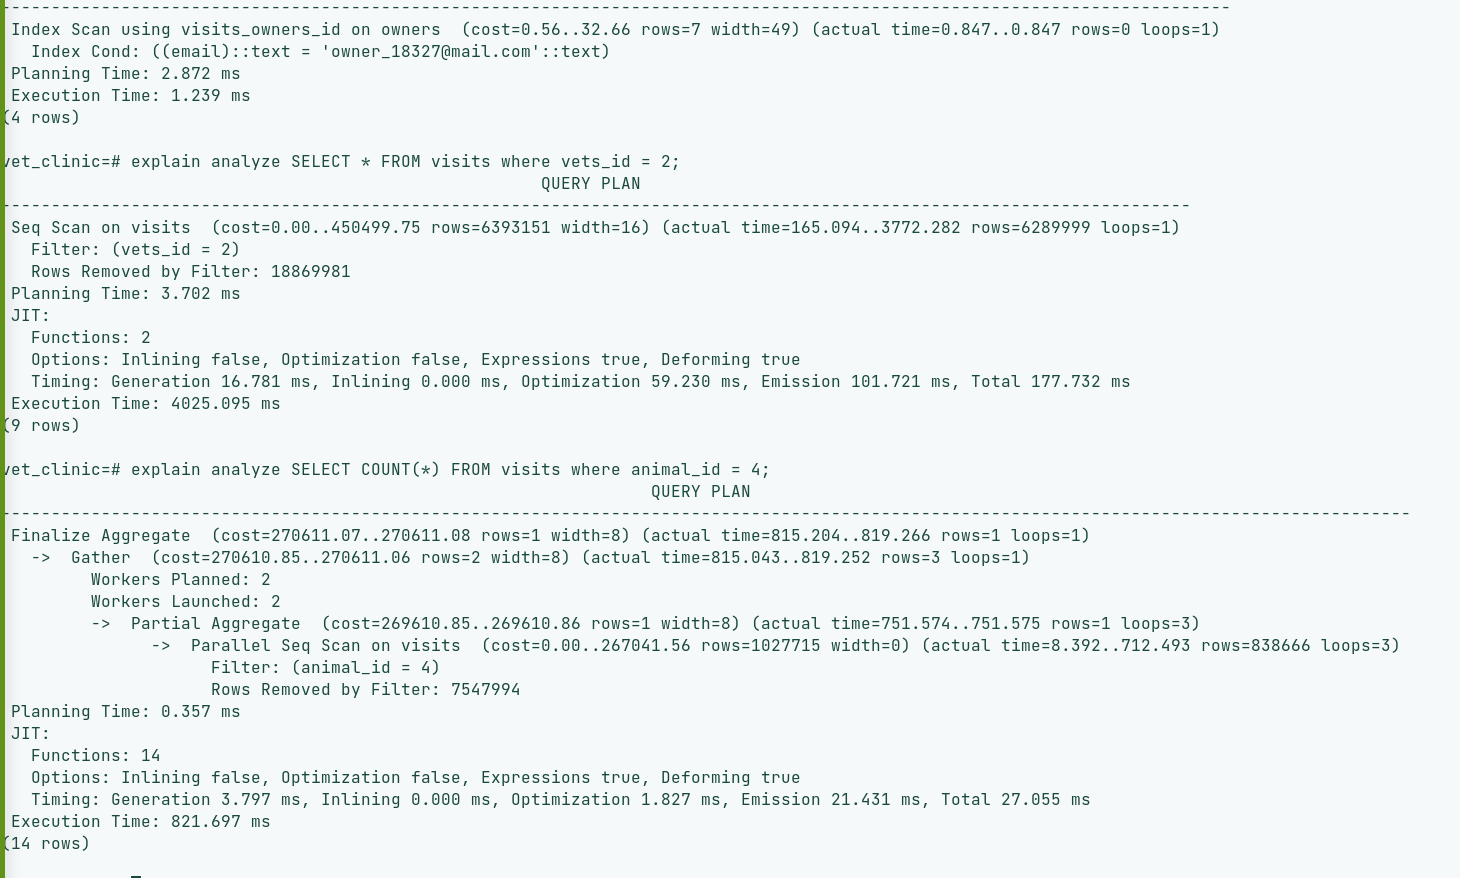 --------------------------------------------------------------------------------------------------------------------------
 Index Scan using visits_owners_id on owners  (cost=0.56..32.66 rows=7 width=49) (actual time=0.847..0.847 rows=0 loops=1)
   Index Cond: ((email)::text = 'owner_18327@mail.com'::text)
 Planning Time: 2.872 ms
 Execution Time: 1.239 ms
(4 rows)

vet_clinic=# explain analyze SELECT * FROM visits where vets_id = 2;
                                                      QUERY PLAN
----------------------------------------------------------------------------------------------------------------------
 Seq Scan on visits  (cost=0.00..450499.75 rows=6393151 width=16) (actual time=165.094..3772.282 rows=6289999 loops=1)
   Filter: (vets_id = 2)
   Rows Removed by Filter: 18869981
 Planning Time: 3.702 ms
 JIT:
   Functions: 2
   Options: Inlining false, Optimization false, Expressions true, Deforming true
   Timing: Generation 16.781 ms, Inlining 0.000 ms, Optimization 59.230 ms, Emission 101.721 ms, Total 177.732 ms
 Execution Time: 4025.095 ms
(9 rows)

vet_clinic=# explain analyze SELECT COUNT(*) FROM visits where animal_id = 4;
                                                                 QUERY PLAN
--------------------------------------------------------------------------------------------------------------------------------------------
 Finalize Aggregate  (cost=270611.07..270611.08 rows=1 width=8) (actual time=815.204..819.266 rows=1 loops=1)
   ->  Gather  (cost=270610.85..270611.06 rows=2 width=8) (actual time=815.043..819.252 rows=3 loops=1)
         Workers Planned: 2
         Workers Launched: 2
         ->  Partial Aggregate  (cost=269610.85..269610.86 rows=1 width=8) (actual time=751.574..751.575 rows=1 loops=3)
               ->  Parallel Seq Scan on visits  (cost=0.00..267041.56 rows=1027715 width=0) (actual time=8.392..712.493 rows=838666 loops=3)
                     Filter: (animal_id = 4)
                     Rows Removed by Filter: 7547994
 Planning Time: 0.357 ms
 JIT:
   Functions: 14
   Options: Inlining false, Optimization false, Expressions true, Deforming true
   Timing: Generation 3.797 ms, Inlining 0.000 ms, Optimization 1.827 ms, Emission 21.431 ms, Total 27.055 ms
 Execution Time: 821.697 ms
(14 rows)